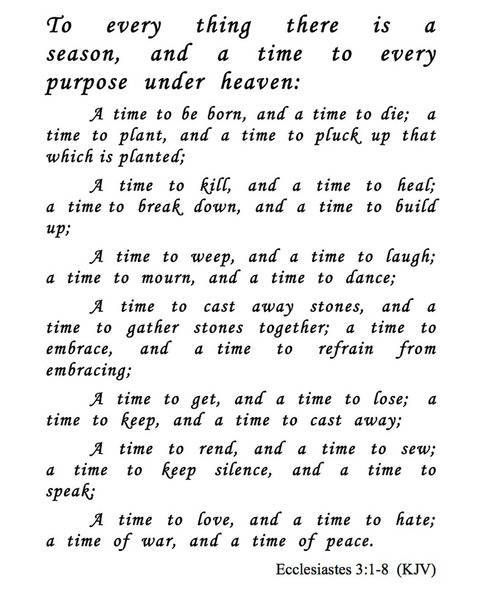 To every thing there is a
season, and a time to every
purpose under heaven:
A time to be born, and a time to die; a
time to plant, and a time to pluck up that
which is planted;
A time to kill, and a time to heal;
a time to break down, and a time to build
up;
A time to weep, and a time to laugh;
a time to mourn, and a time to dance;
A time to cast away stones, and a
time to gather stones together; a time to
embrace, and a time to refrain from
embracing;
A time to get, and a time to lose; a
time to keep, and a time to cast away;
A time to rend, and a time to sew;
a time to keep silence, and a time to
speak;
A time to love, and a time to hate;
a time of war, and a time of peace.
Ecclesiastes 3:1-8 (KJV)